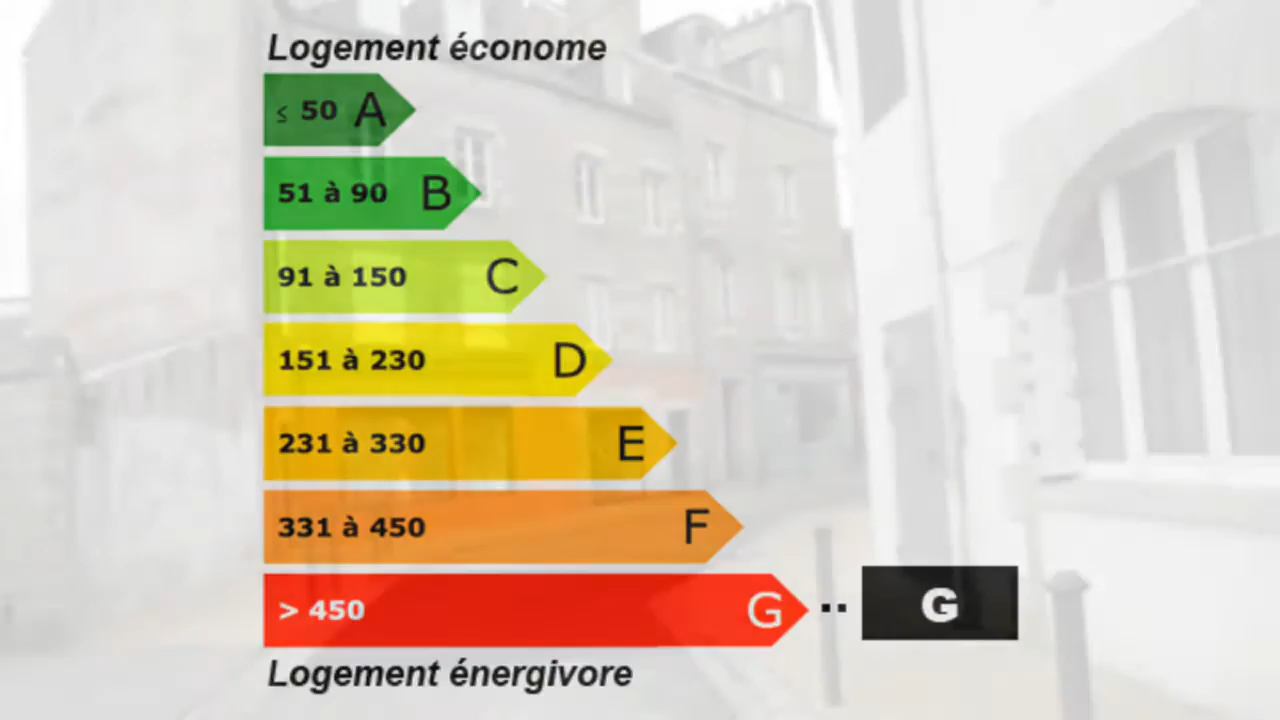 Logement économe
≤ 50 A
51 à 90 B
91 à 150 C
151 à 230 D
231 à 330 E
331 à 450 F
> 450 G
G
Logement énergivore